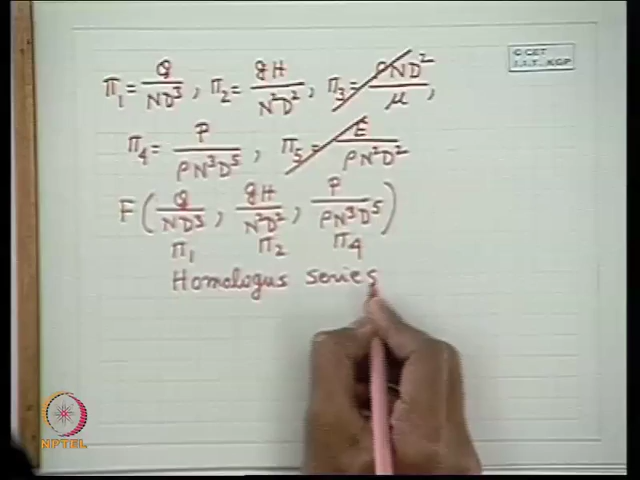 © CET
I.I.T. KGP
π₁ = Q/ND³, π₂ = gH/N²D², π₃ = ρND²/μ,
π₄ = P/ρN³D⁵, π₅ = E/ρN²D²
F(Q/ND³, gH/N²D², P/ρN³D⁵)
π₁ π₂ π₄
Homologus series
NPTEL